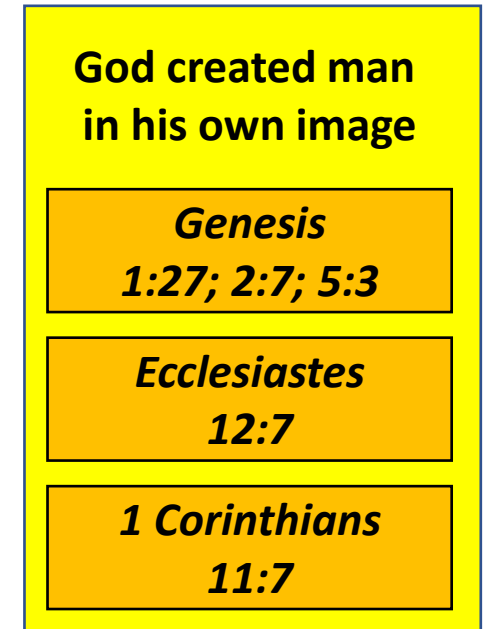 God created man
in his own image
Genesis
1:27; 2:7; 5:3
Ecclesiastes
12:7
1 Corinthians
11:7